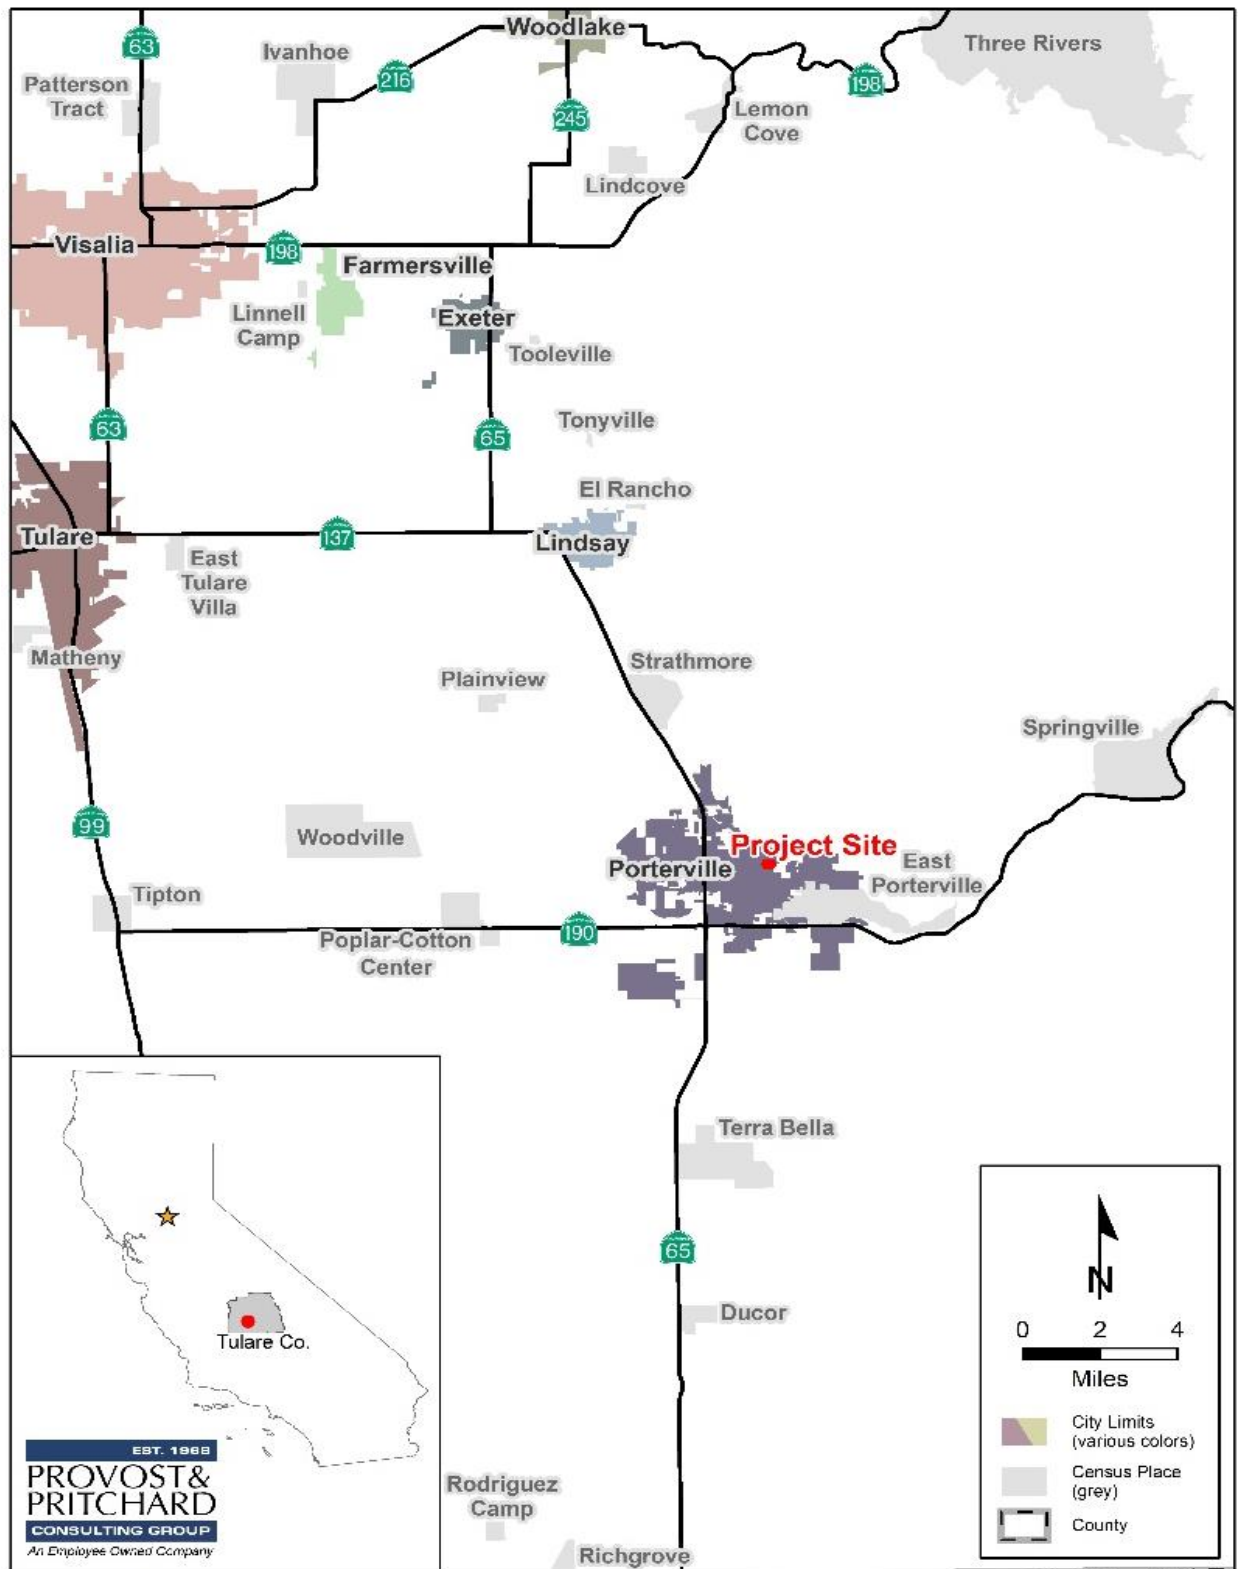 Woodlake
63
Ivanhoe
Three Rivers
216
198
Patterson
Tract
245
Lemon
Cove
Lindcove
Visalia
198
Farmersville
Linnell
Camp
Exeter
Tooleville
63
65
Tonyville
El Rancho
Tulare
137
Lindsay
East
Tulare
Villa
Matheny
Strathmore
Plainview
Springville
99
Woodville
Project Site
Porterville
East
Porterville
Tipton
190
Poplar-Cotton
Center
Terra Bella
65
Ducor
Rodriguez
Camp
Richgrove
Tulare Co.
EST. 1968
PROVOST&
PRITCHARD
CONSULTING GROUP
An Employee Owned Company
N
0 2 4
Miles
City Limits
(various colors)
Census Place
(grey)
County